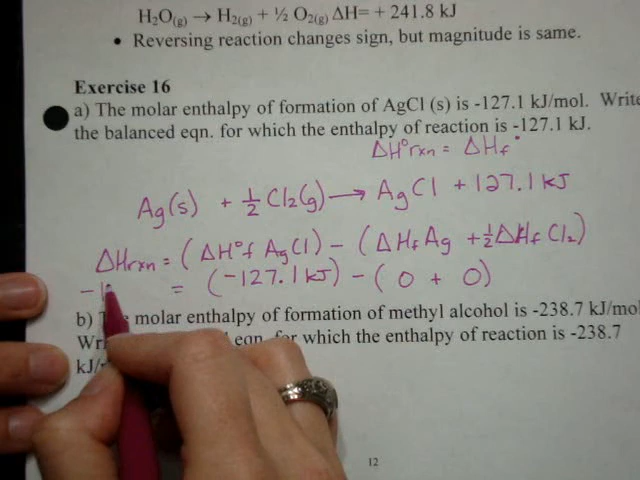 H₂O(g) → H₂(g) + ½ O₂(g) ΔH= + 241.8 kJ
• Reversing reaction changes sign, but magnitude is same.
Exercise 16
a) The molar enthalpy of formation of AgCl (s) is -127.1 kJ/mol. Write
the balanced eqn. for which the enthalpy of reaction is -127.1 kJ.
ΔH°rxn = ΔHf°
Ag(s) + ½ Cl₂(g) → AgCl + 127.1 kJ
ΔHrxn = (ΔH°f AgCl) - (ΔHf Ag + ½ ΔHf Cl₂)
= (-127.1 kJ) - (0 + 0)
b) molar enthalpy of formation of methyl alcohol is -238.7 kJ/mo
eqn. for which the enthalpy of reaction is -238.7
12